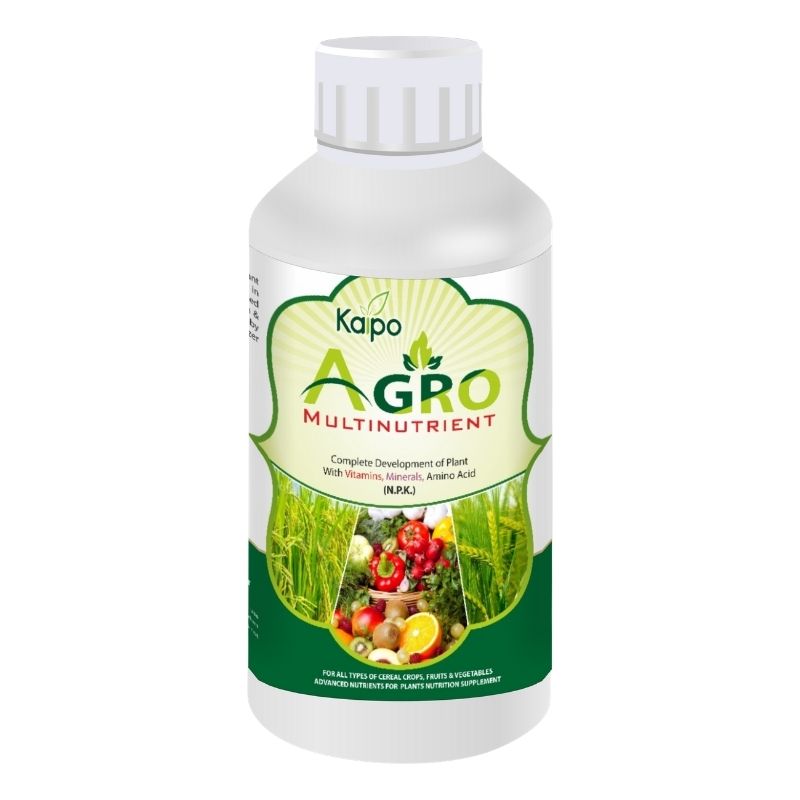 Kaipo
AGRO
MULTINUTRIENT
Complete Development of Plant
With Vitamins, Minerals, Amino Acid
(N.P.K.)
FOR ALL TYPES OF CEREAL CROPS, FRUITS & VEGETABLES
ADVANCED NUTRIENTS FOR PLANTS NUTRITION SUPPLEMENT